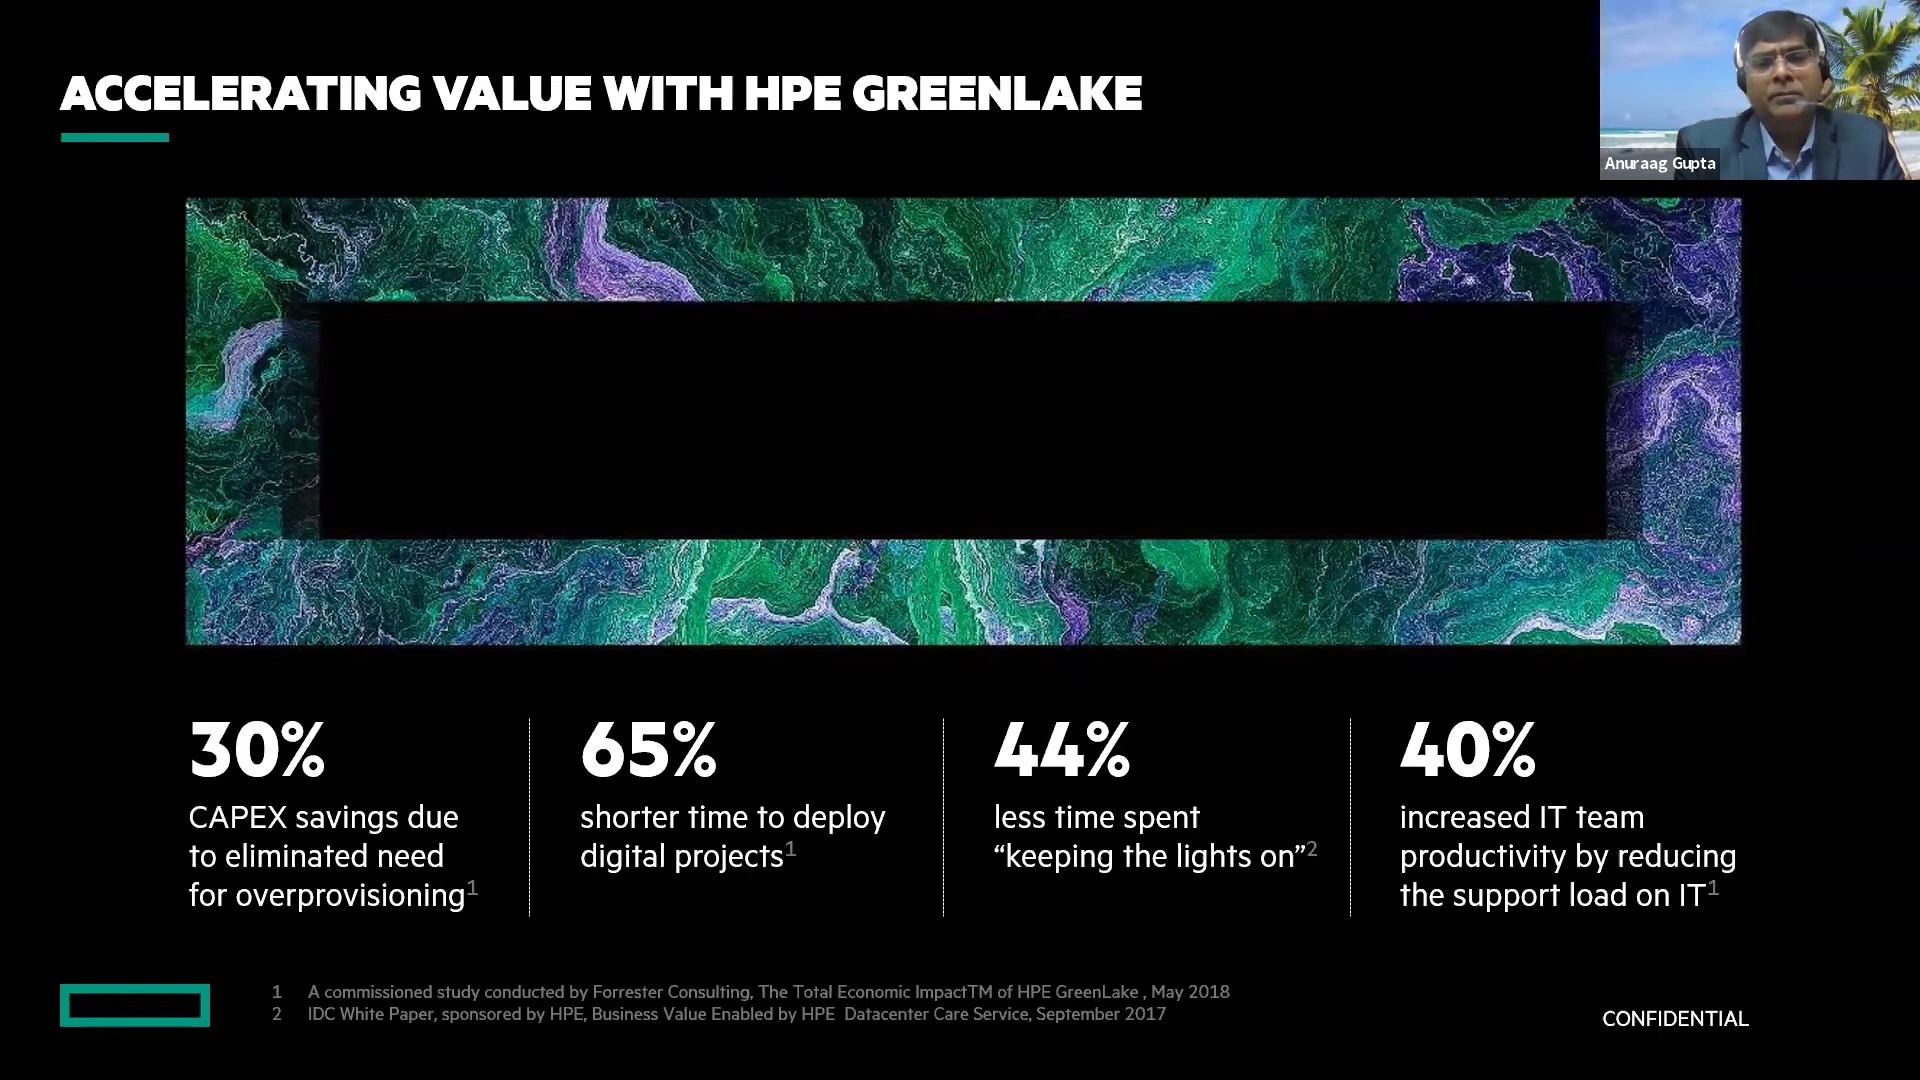 ACCELERATING VALUE WITH HPE GREENLAKE
Anuraag Gupta
30%
CAPEX savings due
to eliminated need
for overprovisioning1
65%
shorter time to deploy
digital projects1
44%
less time spent
“keeping the lights on”2
40%
increased IT team
productivity by reducing
the support load on IT1
1 A commissioned study conducted by Forrester Consulting, The Total Economic ImpactTM of HPE GreenLake , May 2018
2 IDC White Paper, sponsored by HPE, Business Value Enabled by HPE Datacenter Care Service, September 2017
CONFIDENTIAL